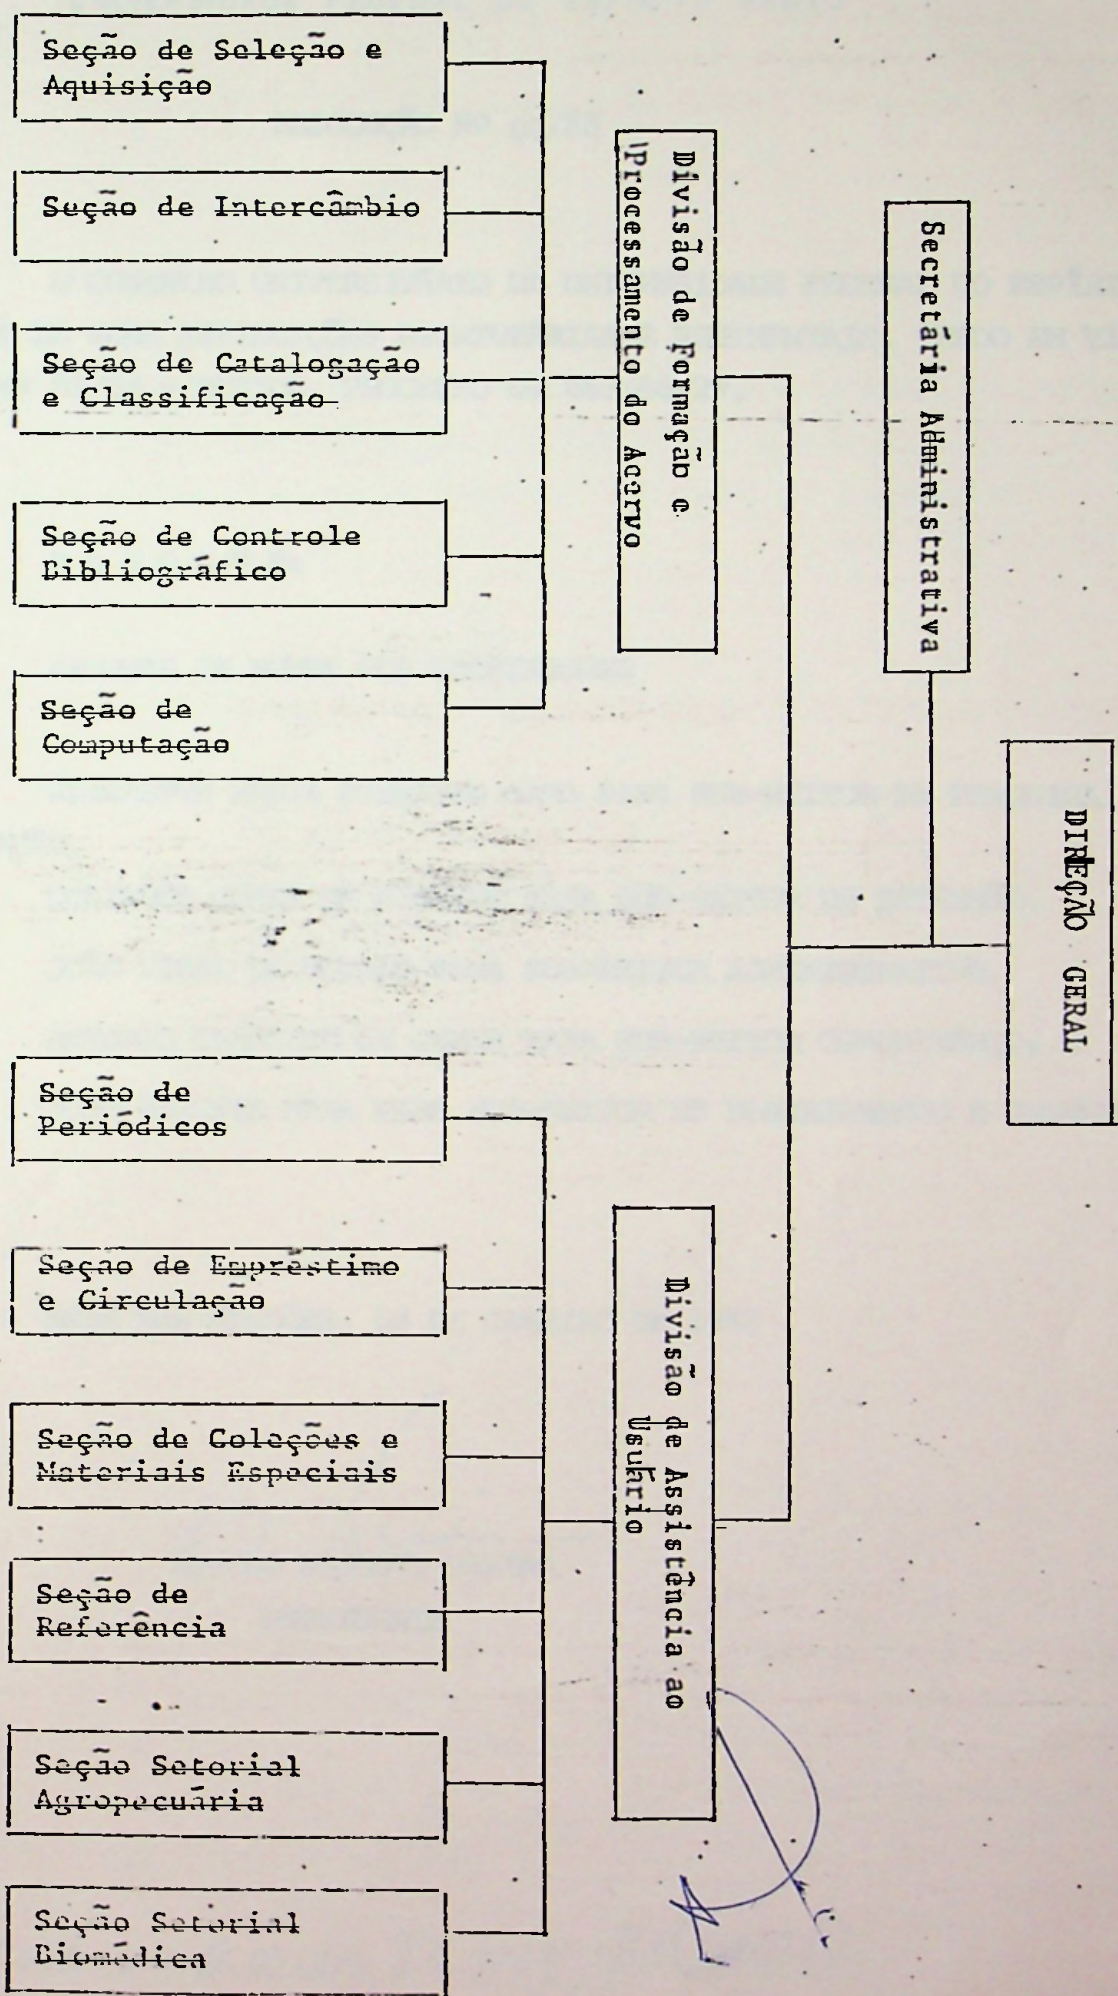 DIREÇÃO GERAL
Secretária Administrativa
Divisão de Formação e
Processamento do Acervo
Seção de Seleção e
Aquisição
Seção de Intercâmbio
Seção de Catalogação
e Classificação
Seção de Controle
Bibliográfico
Seção de
Computação
Divisão de Assistência ao
Usuário
Seção de
Periódicos
Seção de Empréstimo
e Circulação
Seção de Coleções e
Materiais Especiais
Seção de
Referência
Seção Setorial
Agropecuária
Seção Setorial
Biomédica